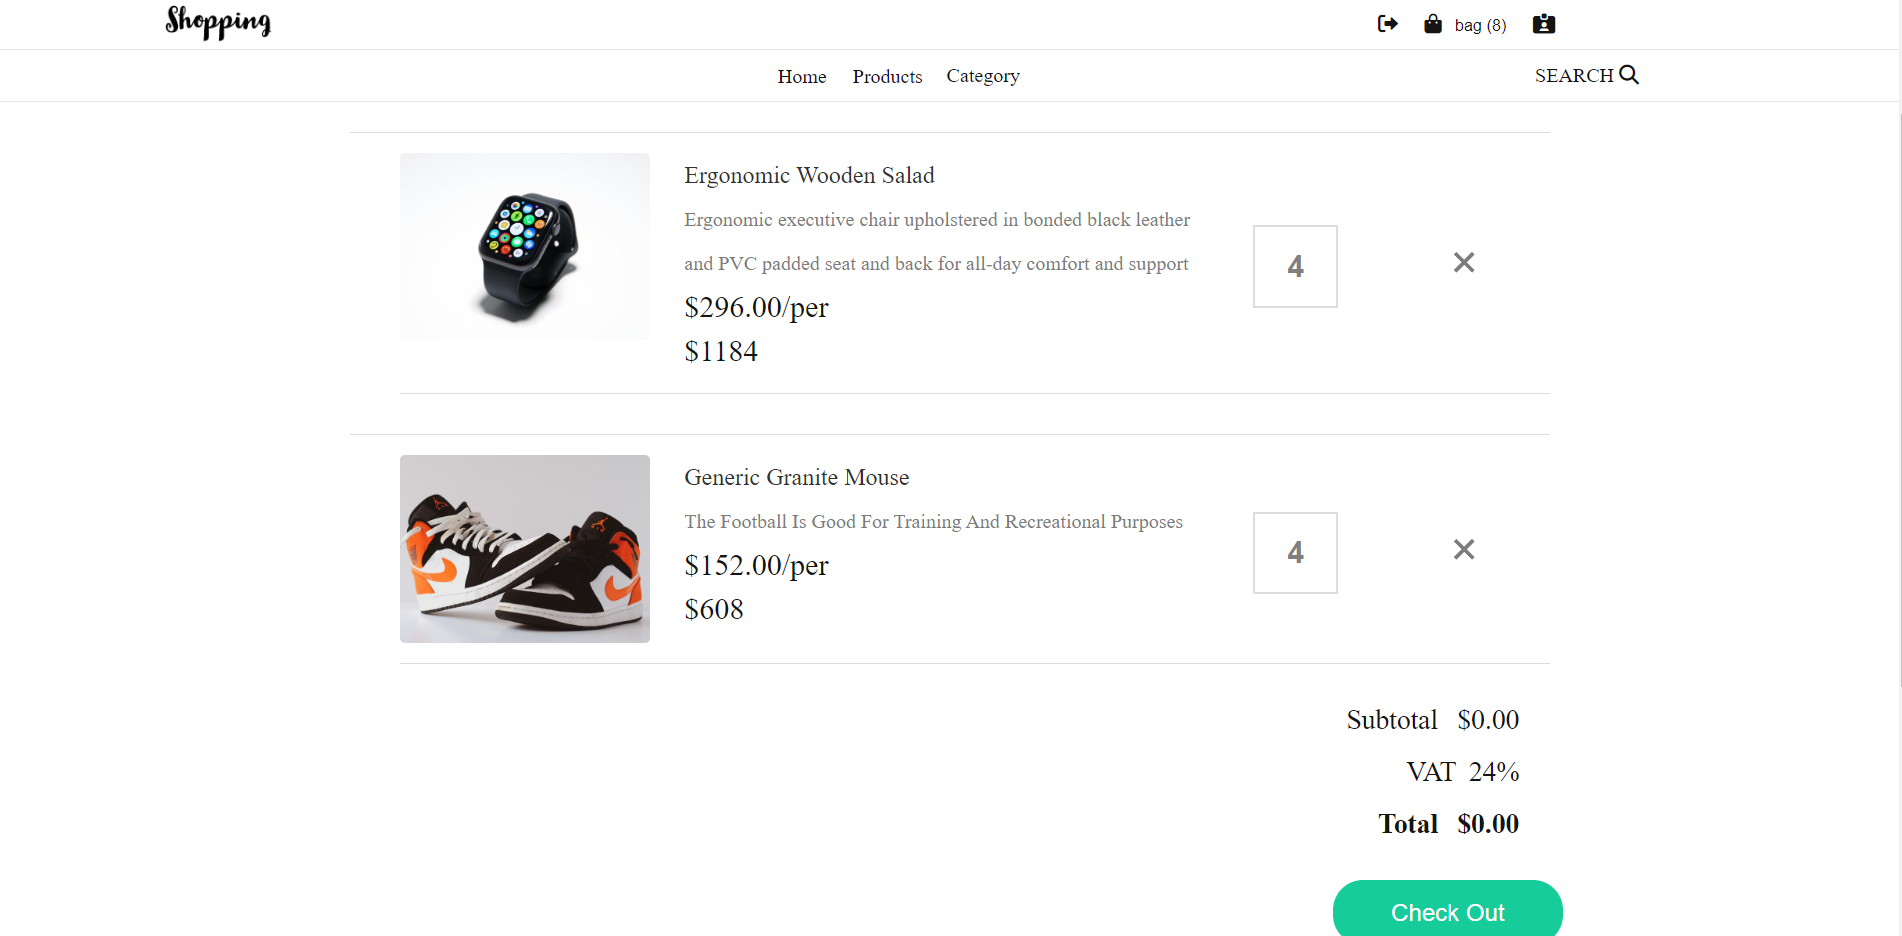 Shopping
bag (8)
Home Products Category SEARCH
Ergonomic Wooden Salad
Ergonomic executive chair upholstered in bonded black leather
and PVC padded seat and back for all-day comfort and support
$296.00/per
$1184
4
Generic Granite Mouse
The Football Is Good For Training And Recreational Purposes
$152.00/per
$608
4
Subtotal $0.00
VAT 24%
Total $0.00
Check Out